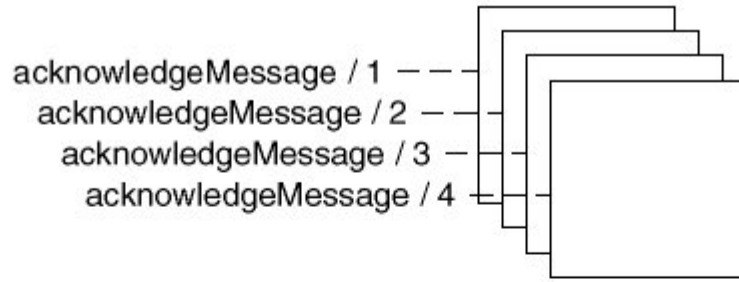 acknowledgeMessage / 1
acknowledgeMessage / 2
acknowledgeMessage / 3
acknowledgeMessage / 4